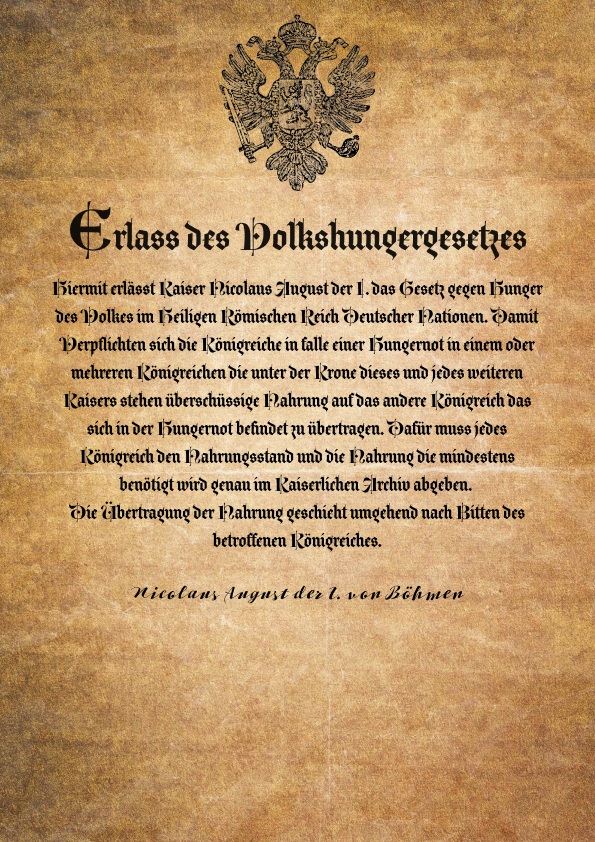 Erlass des Volkshungergesetzes
Hiermit erlässt Kaiser Nicolaus August der I. das Gesetz gegen Hunger
des Volkes im Heiligen Römischen Reich Deutscher Nationen. Damit
Verpflichten sich die Königreiche in falle einer Hungernot in einem oder
mehreren Königreichen die unter der Krone dieses und jedes weiteren
Kaisers stehen überschüssige Nahrung auf das andere Königreich das
sich in der Hungernot befindet zu übertragen. Dafür muss jedes
Königreich den Nahrungsstand und die Nahrung die mindestens
benötigt wird genau im Kaiserlichen Archiv abgeben.
Die Übertragung der Nahrung geschieht umgehend nach Bitten des
betroffenen Königreiches.
Nicolaus August der I. von Böhmen